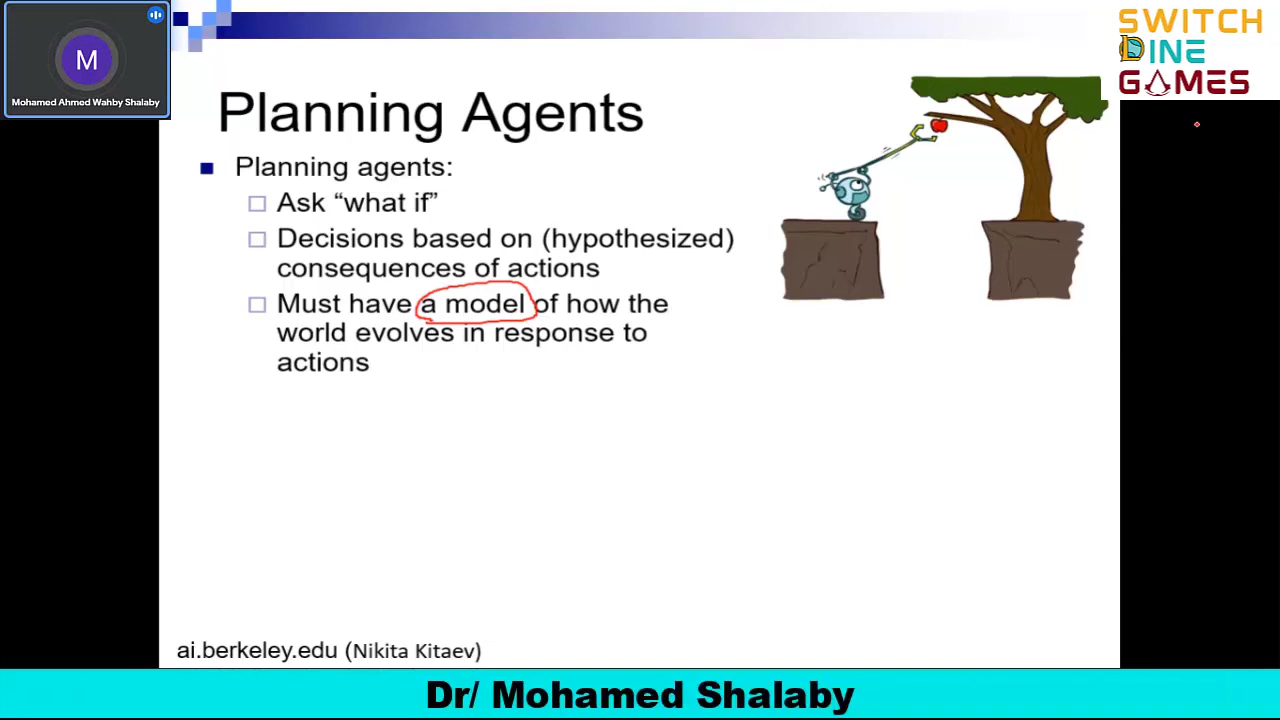 M
Mohamed Ahmed Wahby Shalaby
SWITCH
DINE
GAMES
Planning Agents
Planning agents:
Ask “what if”
Decisions based on (hypothesized)
consequences of actions
Must have a model of how the
world evolves in response to
actions
ai.berkeley.edu (Nikita Kitaev)
Dr/ Mohamed Shalaby